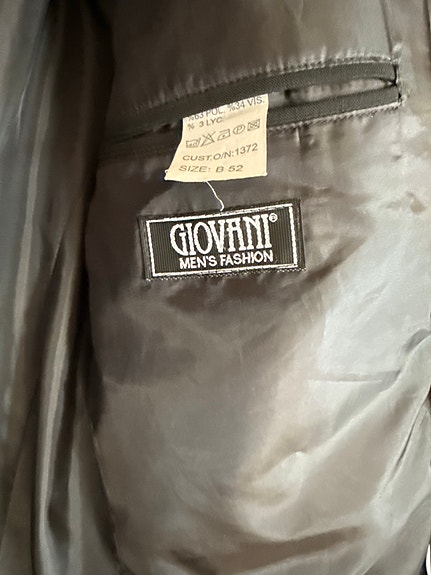 %63 POL. %34 VIS.
% 3 LYC.
CUST.O/N:1372
SIZE: B 52
GIOVANI®
MEN'S FASHION